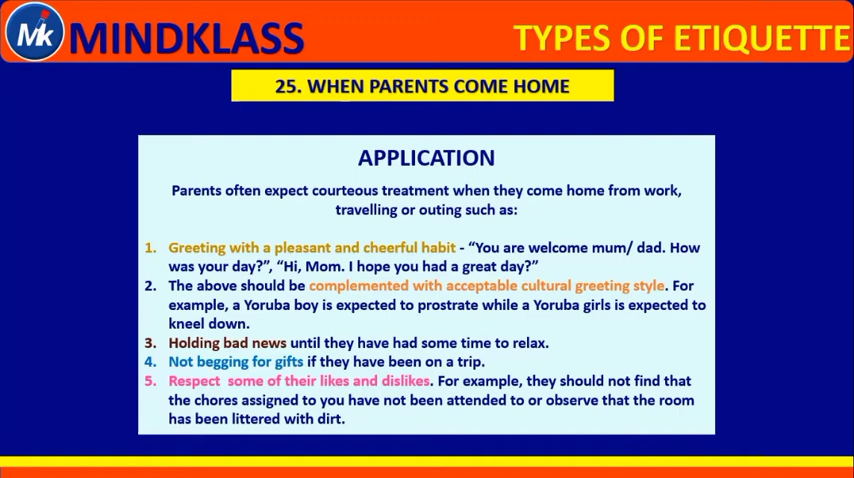 Mk MINDKLASS
TYPES OF ETIQUETTE
25. WHEN PARENTS COME HOME
APPLICATION
Parents often expect courteous treatment when they come home from work,
travelling or outing such as:
1. Greeting with a pleasant and cheerful habit - “You are welcome mum/ dad. How
was your day?”, “Hi, Mom. I hope you had a great day?”
2. The above should be complemented with acceptable cultural greeting style. For
example, a Yoruba boy is expected to prostrate while a Yoruba girls is expected to
kneel down.
3. Holding bad news until they have had some time to relax.
4. Not begging for gifts if they have been on a trip.
5. Respect some of their likes and dislikes. For example, they should not find that
the chores assigned to you have not been attended to or observe that the room
has been littered with dirt.